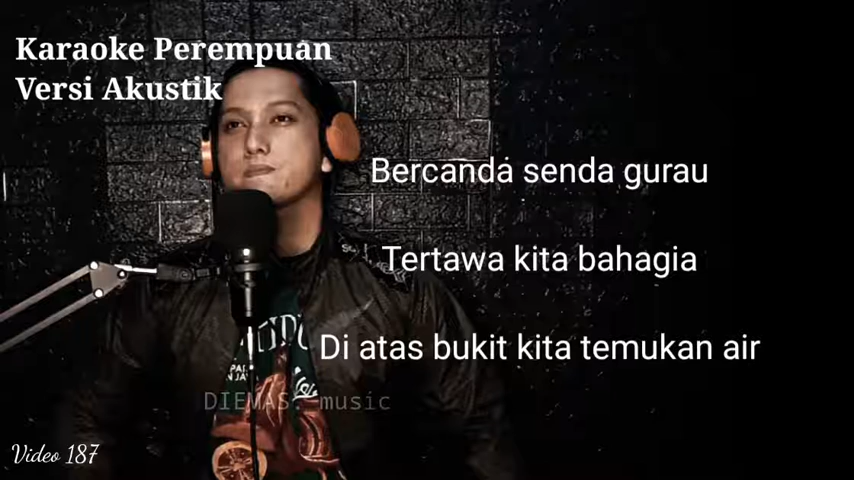 Karaoke Perempuan
Versi Akustik
Bercanda senda gurau
Tertawa kita bahagia
Di atas bukit kita temukan air
DIEMAS. music
Video 187